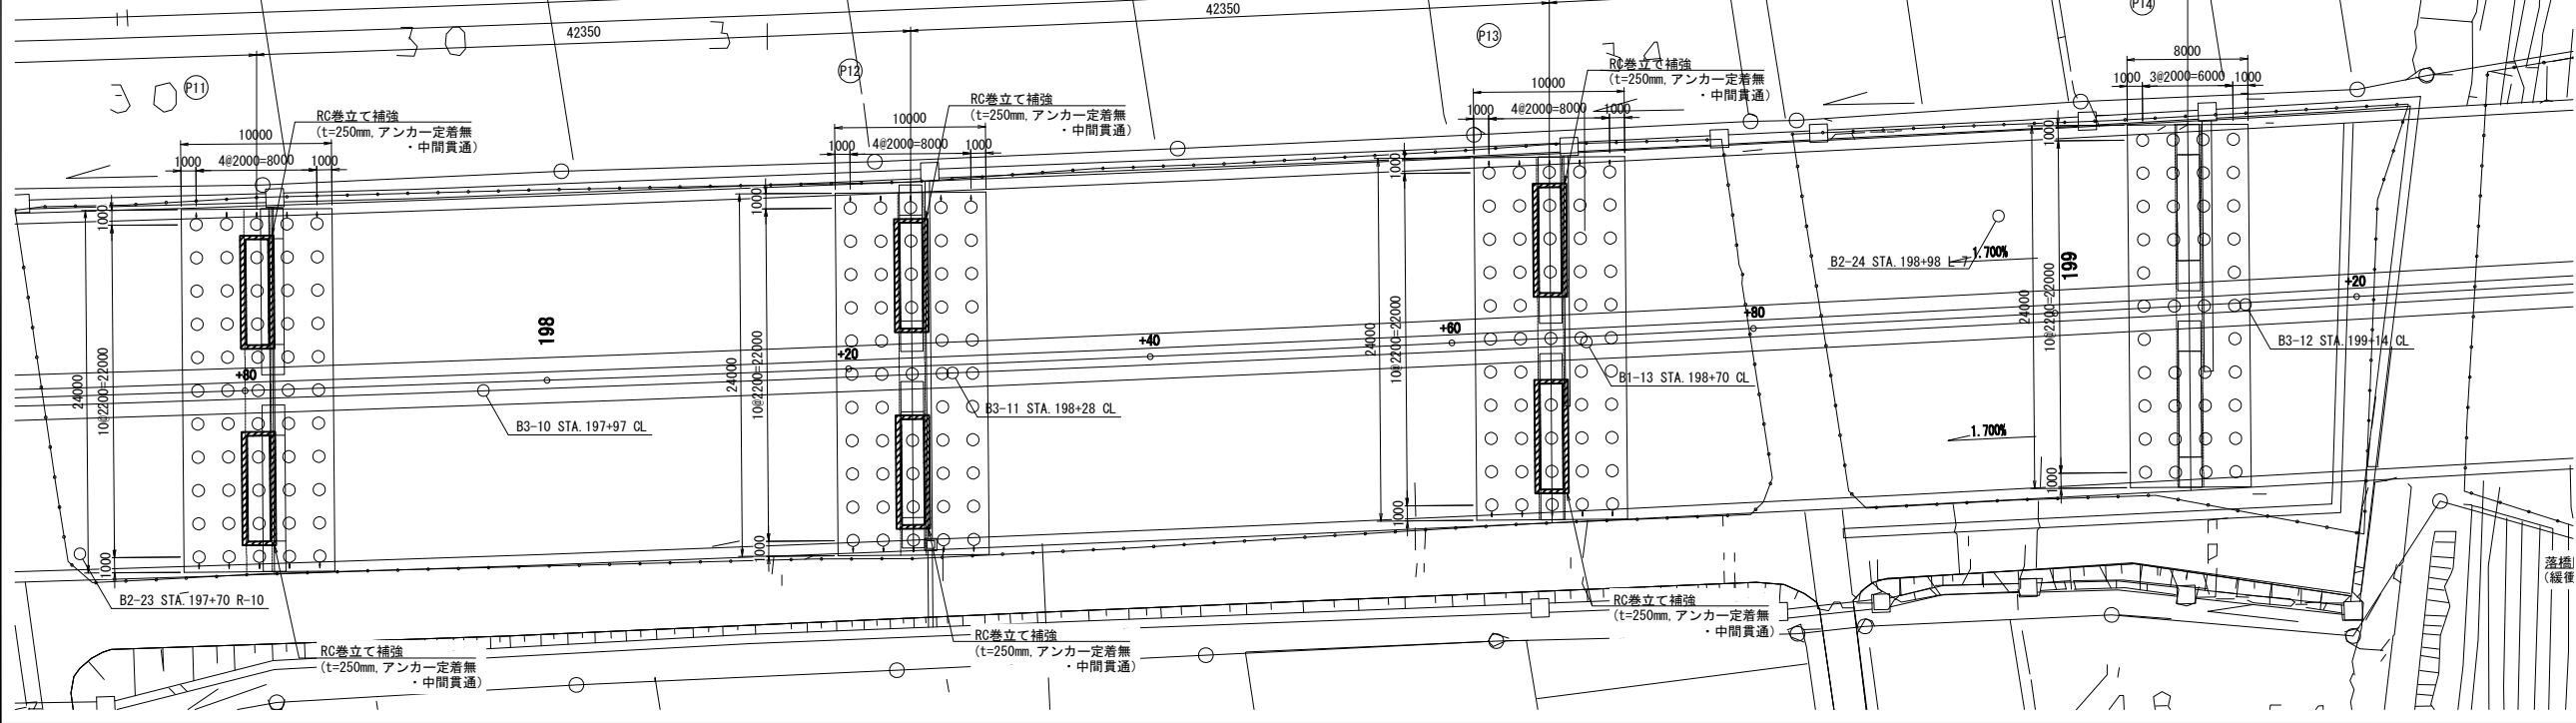 42350
42350
P11
P12
P13
P14
30
30
31
RC巻立て補強
(t=250mm, アンカー定着無
・中間貫通)
RC巻立て補強
(t=250mm, アンカー定着無
・中間貫通)
RC巻立て補強
(t=250mm, アンカー定着無
・中間貫通)
10000
1000
4@2000=8000
1000
10000
1000
4@2000=8000
1000
10000
1000
4@2000=8000
1000
8000
1000
3@2000=6000
1000
1000
24000
10@2200=22000
1000
1000
24000
10@2200=22000
1000
1000
24000
10@2200=22000
1000
1000
24000
10@2200=22000
1000
+80
198
+20
+40
+60
+80
199
+20
1.700%
1.700%
B2-24 STA.198+98 L-7
B3-12 STA.199+14 CL
B1-13 STA.198+70 CL
B3-11 STA.198+28 CL
B3-10 STA.197+97 CL
B2-23 STA.197+70 R-10
RC巻立て補強
(t=250mm, アンカー定着無
・中間貫通)
RC巻立て補強
(t=250mm, アンカー定着無
・中間貫通)
RC巻立て補強
(t=250mm, アンカー定着無
・中間貫通)
落橋
(緩衝